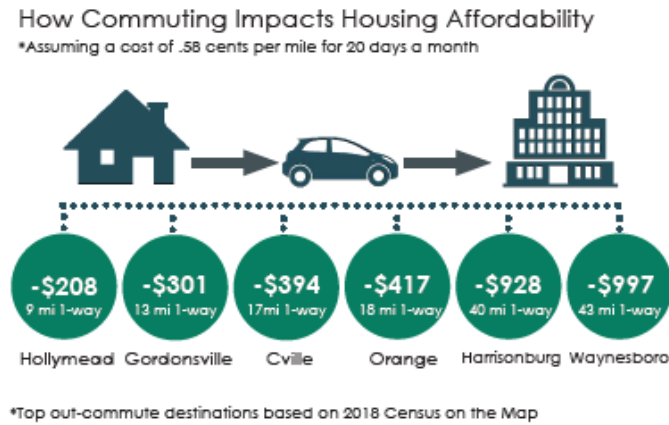 How Commuting Impacts Housing Affordability
*Assuming a cost of .58 cents per mile for 20 days a month
-$208 -$301 -$394 -$417 -$928 -$997
9 mi 1-way 13 mi 1-way 17mi 1-way 18 mi 1-way 40 mi 1-way 43 mi 1-way
Hollymead Gordonsville Cville Orange Harrisonburg Waynesboro
*Top out-commute destinations based on 2018 Census on the Map